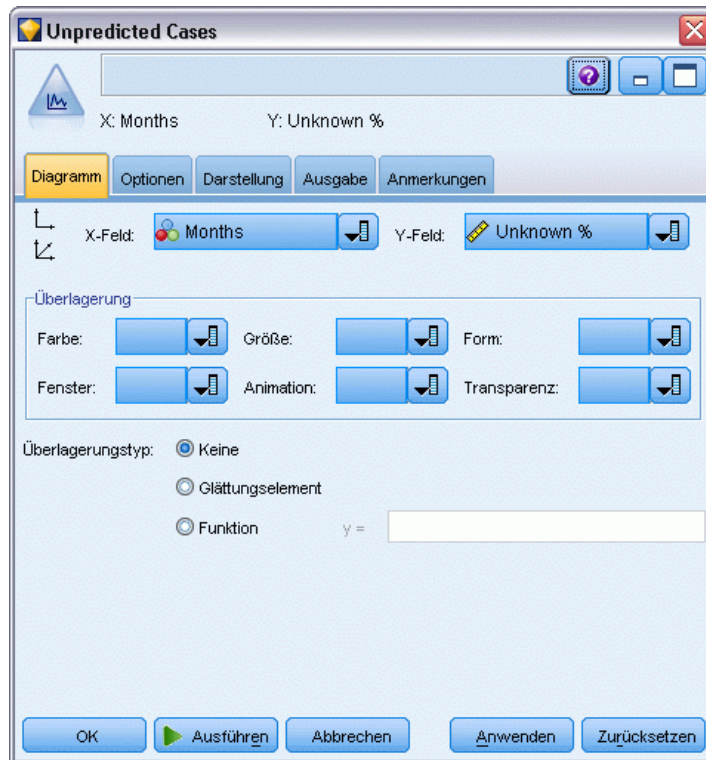 Unpredicted Cases
X: Months Y: Unknown %
Diagramm Optionen Darstellung Ausgabe Anmerkungen
X-Feld: Months Y-Feld: Unknown %
Überlagerung
Farbe: Größe: Form:
Fenster: Animation: Transparenz:
Überlagerungstyp: Keine
Glättungselement
Funktion y =
OK Ausführen Abbrechen Anwenden Zurücksetzen